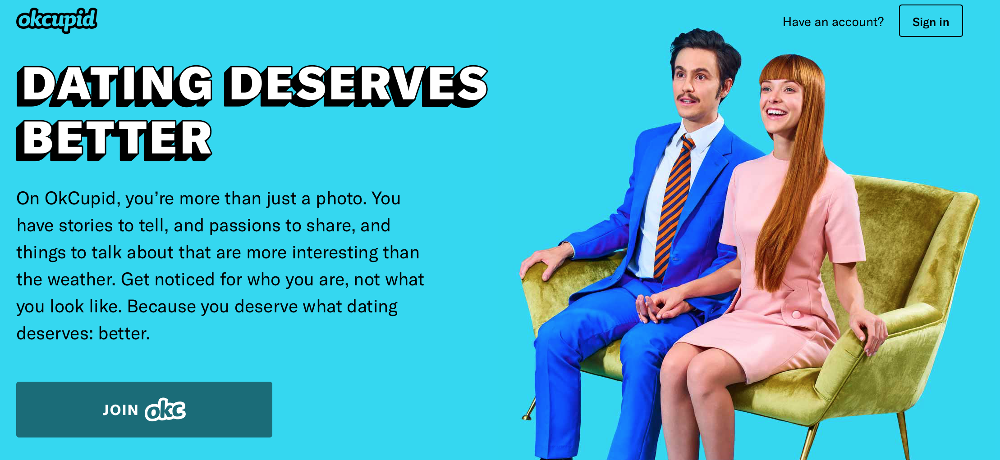 okcupid
Have an account?
Sign in
DATING DESERVES
BETTER
On OkCupid, you’re more than just a photo. You
have stories to tell, and passions to share, and
things to talk about that are more interesting than
the weather. Get noticed for who you are, not what
you look like. Because you deserve what dating
deserves: better.
JOIN okc